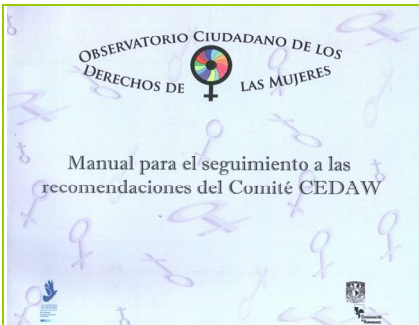 OBSERVATORIO CIUDADANO DE LOS
DERECHOS DE LAS MUJERES
Manual para el seguimiento a las
recomendaciones del Comité CEDAW